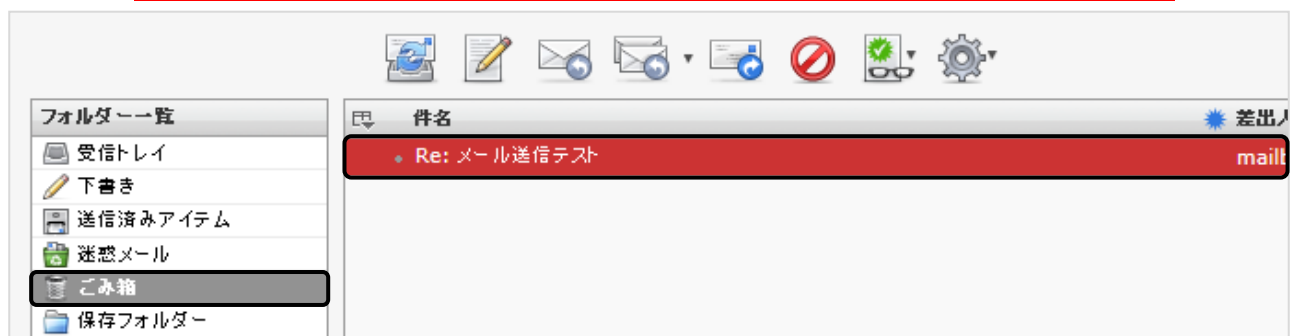 フォルダー一覧
件名
差出人
受信トレイ
Re: メール送信テスト
mailb
下書き
送信済みアイテム
迷惑メール
ごみ箱
保存フォルダー